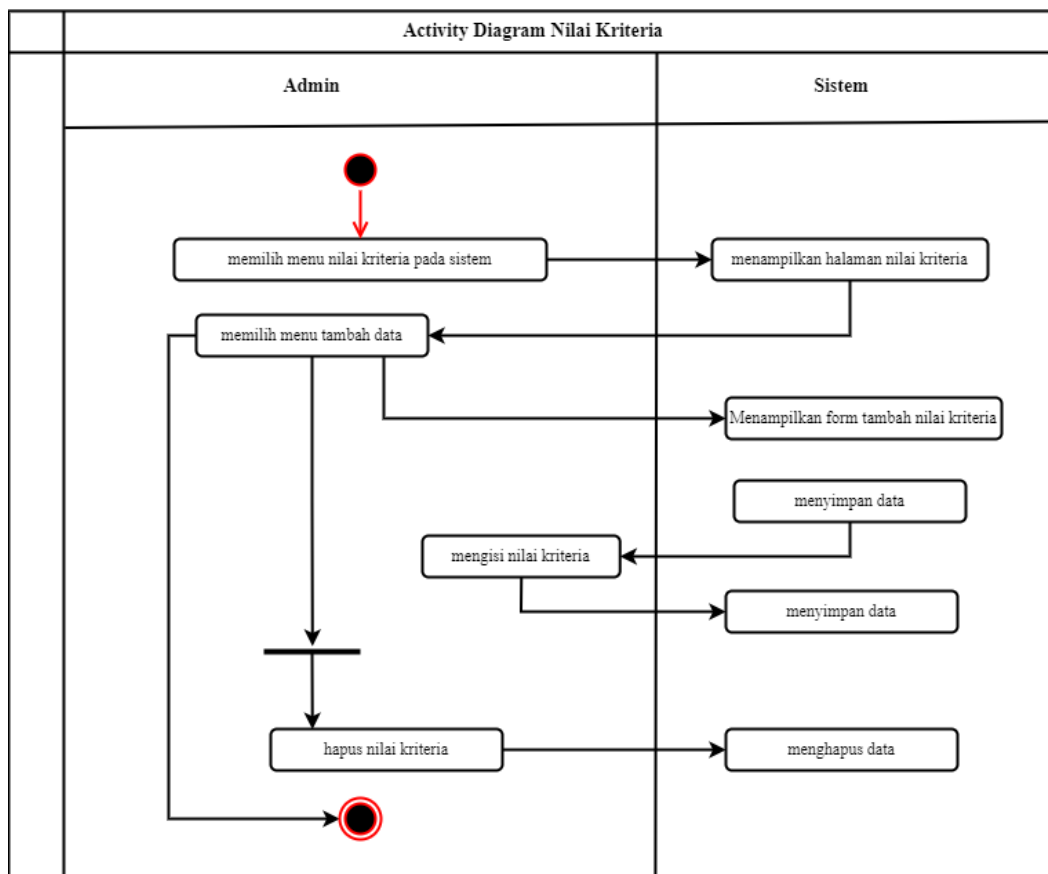 Activity Diagram Nilai Kriteria
Admin
Sistem
memilih menu nilai kriteria pada sistem
menampilkan halaman nilai kriteria
memilih menu tambah data
Menampilkan form tambah nilai kriteria
menyimpan data
mengisi nilai kriteria
menyimpan data
hapus nilai kriteria
menghapus data